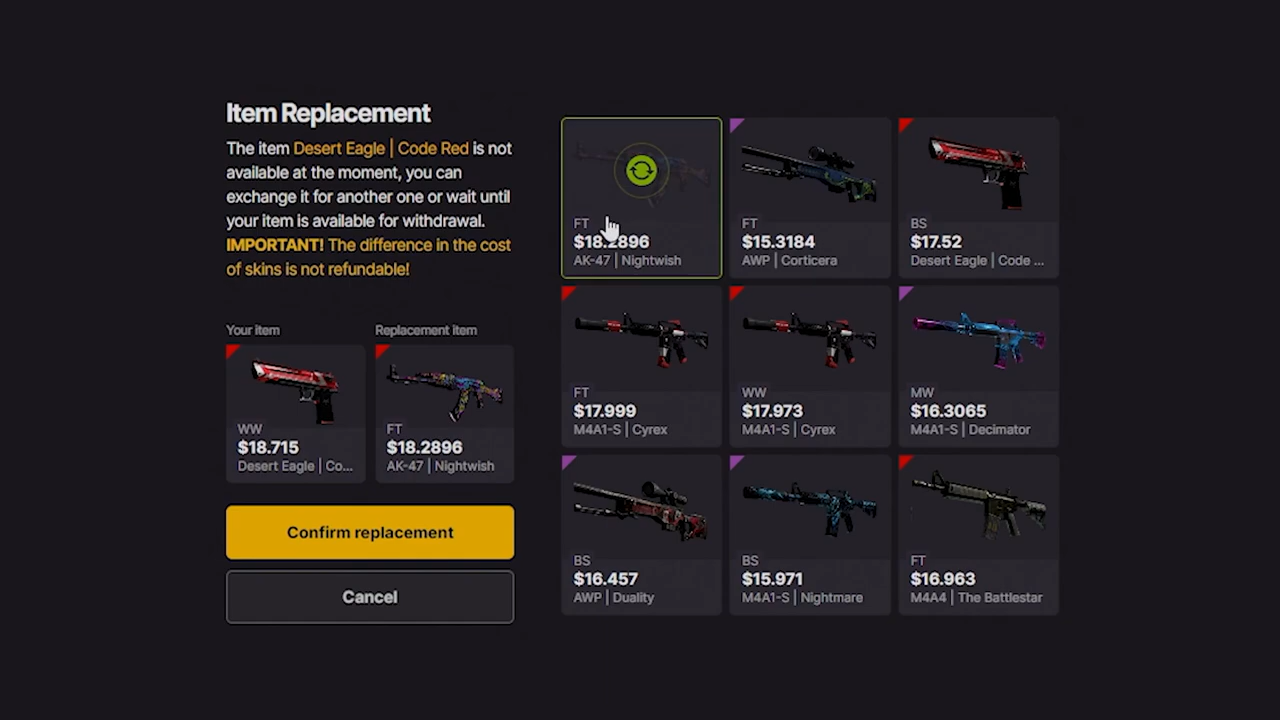 Item Replacement
The item Desert Eagle | Code Red is not
available at the moment, you can
exchange it for another one or wait until
your item is available for withdrawal.
IMPORTANT! The difference in the cost
of skins is not refundable!
Your item
WW
$18.715
Desert Eagle | Co...
Replacement item
FT
$18.2896
AK-47 | Nightwish
Confirm replacement
Cancel
FT
$18.2896
AK-47 | Nightwish
FT
$15.3184
AWP | Corticera
BS
$17.52
Desert Eagle | Code ...
FT
$17.999
M4A1-S | Cyrex
WW
$17.973
M4A1-S | Cyrex
MW
$16.3065
M4A1-S | Decimator
BS
$16.457
AWP | Duality
BS
$15.971
M4A1-S | Nightmare
FT
$16.963
M4A4 | The Battlestar